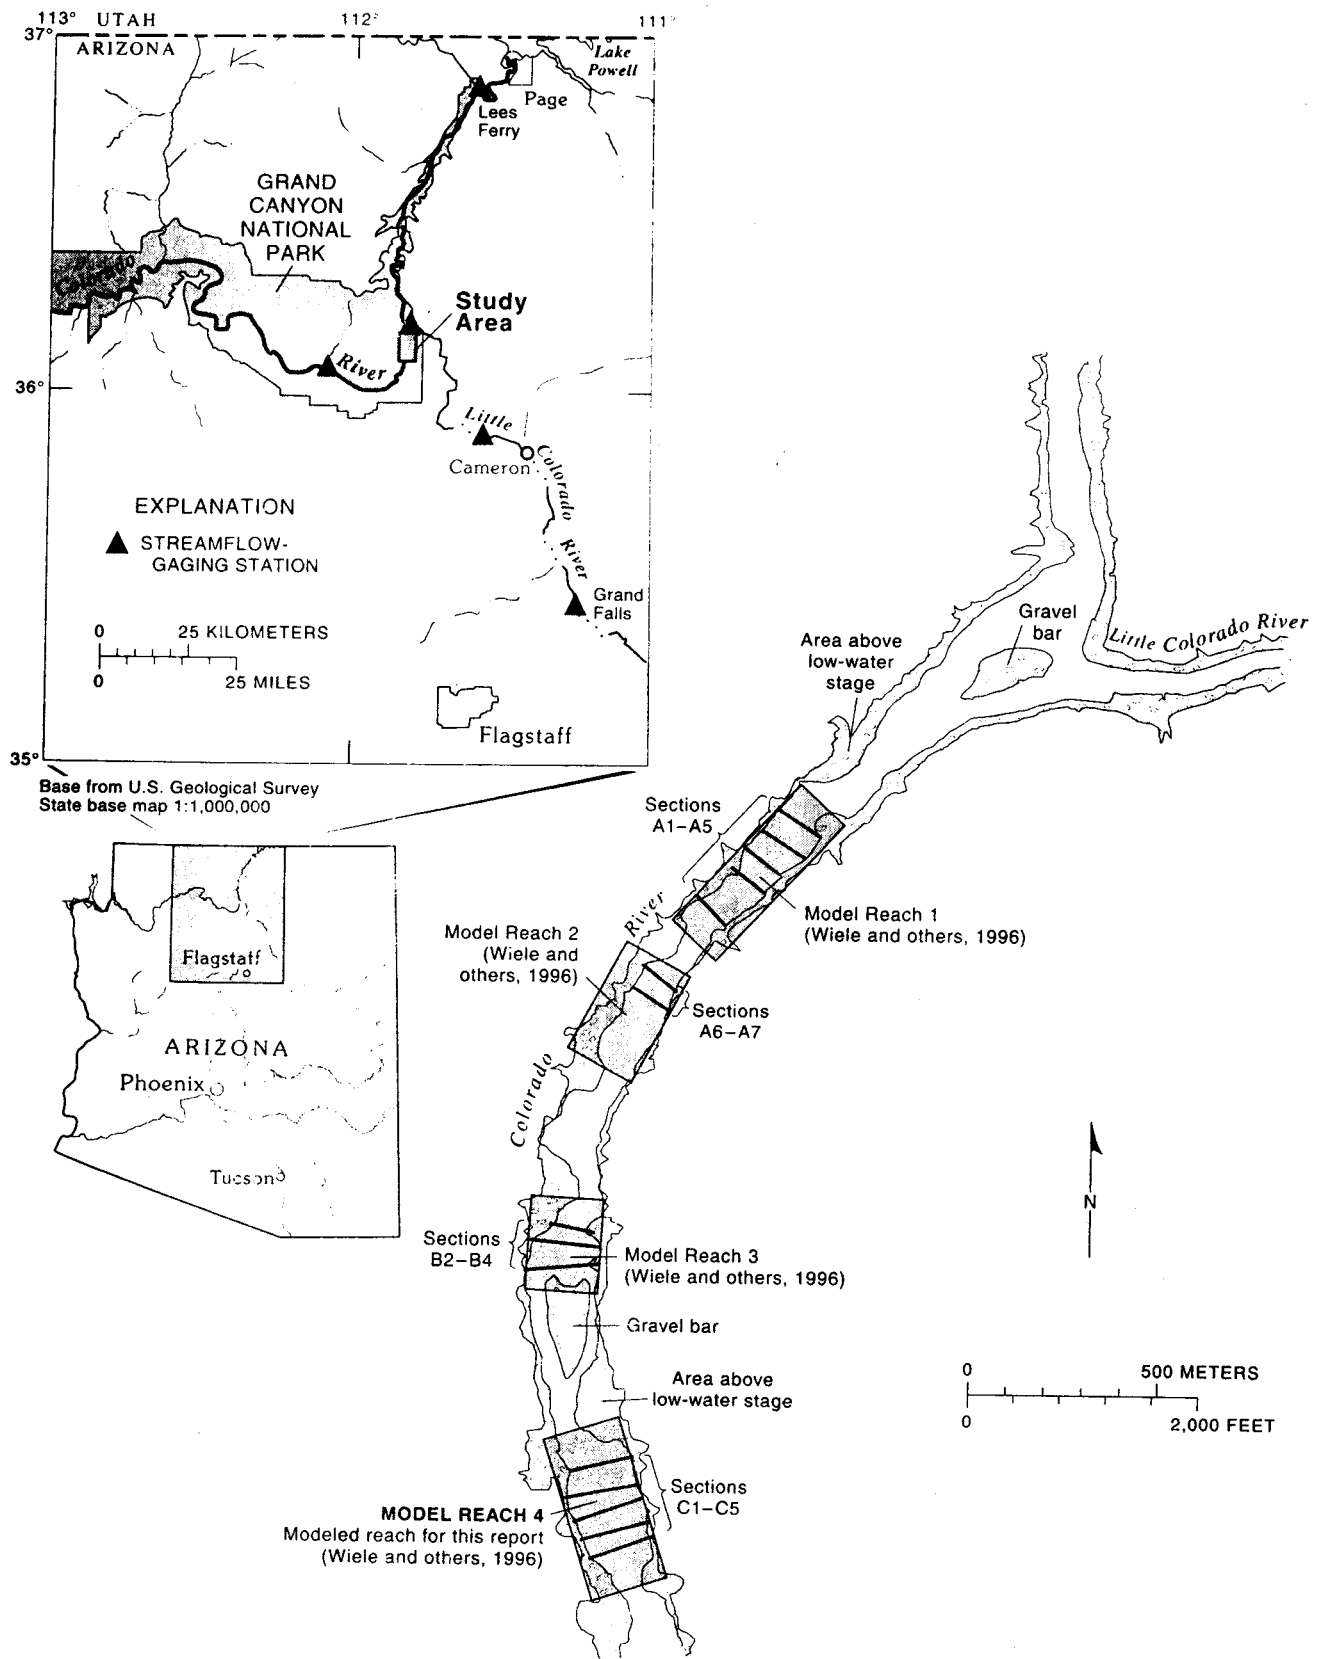 113° UTAH 112° 111°
37°
ARIZONA
Lake
Powell
Page
Lees
Ferry
GRAND
CANYON
NATIONAL
PARK
Colorado
Study
Area
River
36°
Little
Cameron
Colorado
River
EXPLANATION
STREAMFLOW-
GAGING STATION
Grand
Falls
0 25 KILOMETERS
0 25 MILES
Flagstaff
35°
Base from U.S. Geological Survey
State base map 1:1,000,000
Flagstaff
ARIZONA
Phoenix
Tucson
Gravel
bar
Little Colorado River
Area above
low-water
stage
Sections
A1–A5
Model Reach 1
(Wiele and others, 1996)
River
Model Reach 2
(Wiele and
others, 1996)
Sections
A6–A7
Colorado
N
Sections
B2–B4
Model Reach 3
(Wiele and others, 1996)
Gravel bar
Area above
low-water stage
0 500 METERS
0 2,000 FEET
Sections
C1–C5
MODEL REACH 4
Modeled reach for this report
(Wiele and others, 1996)